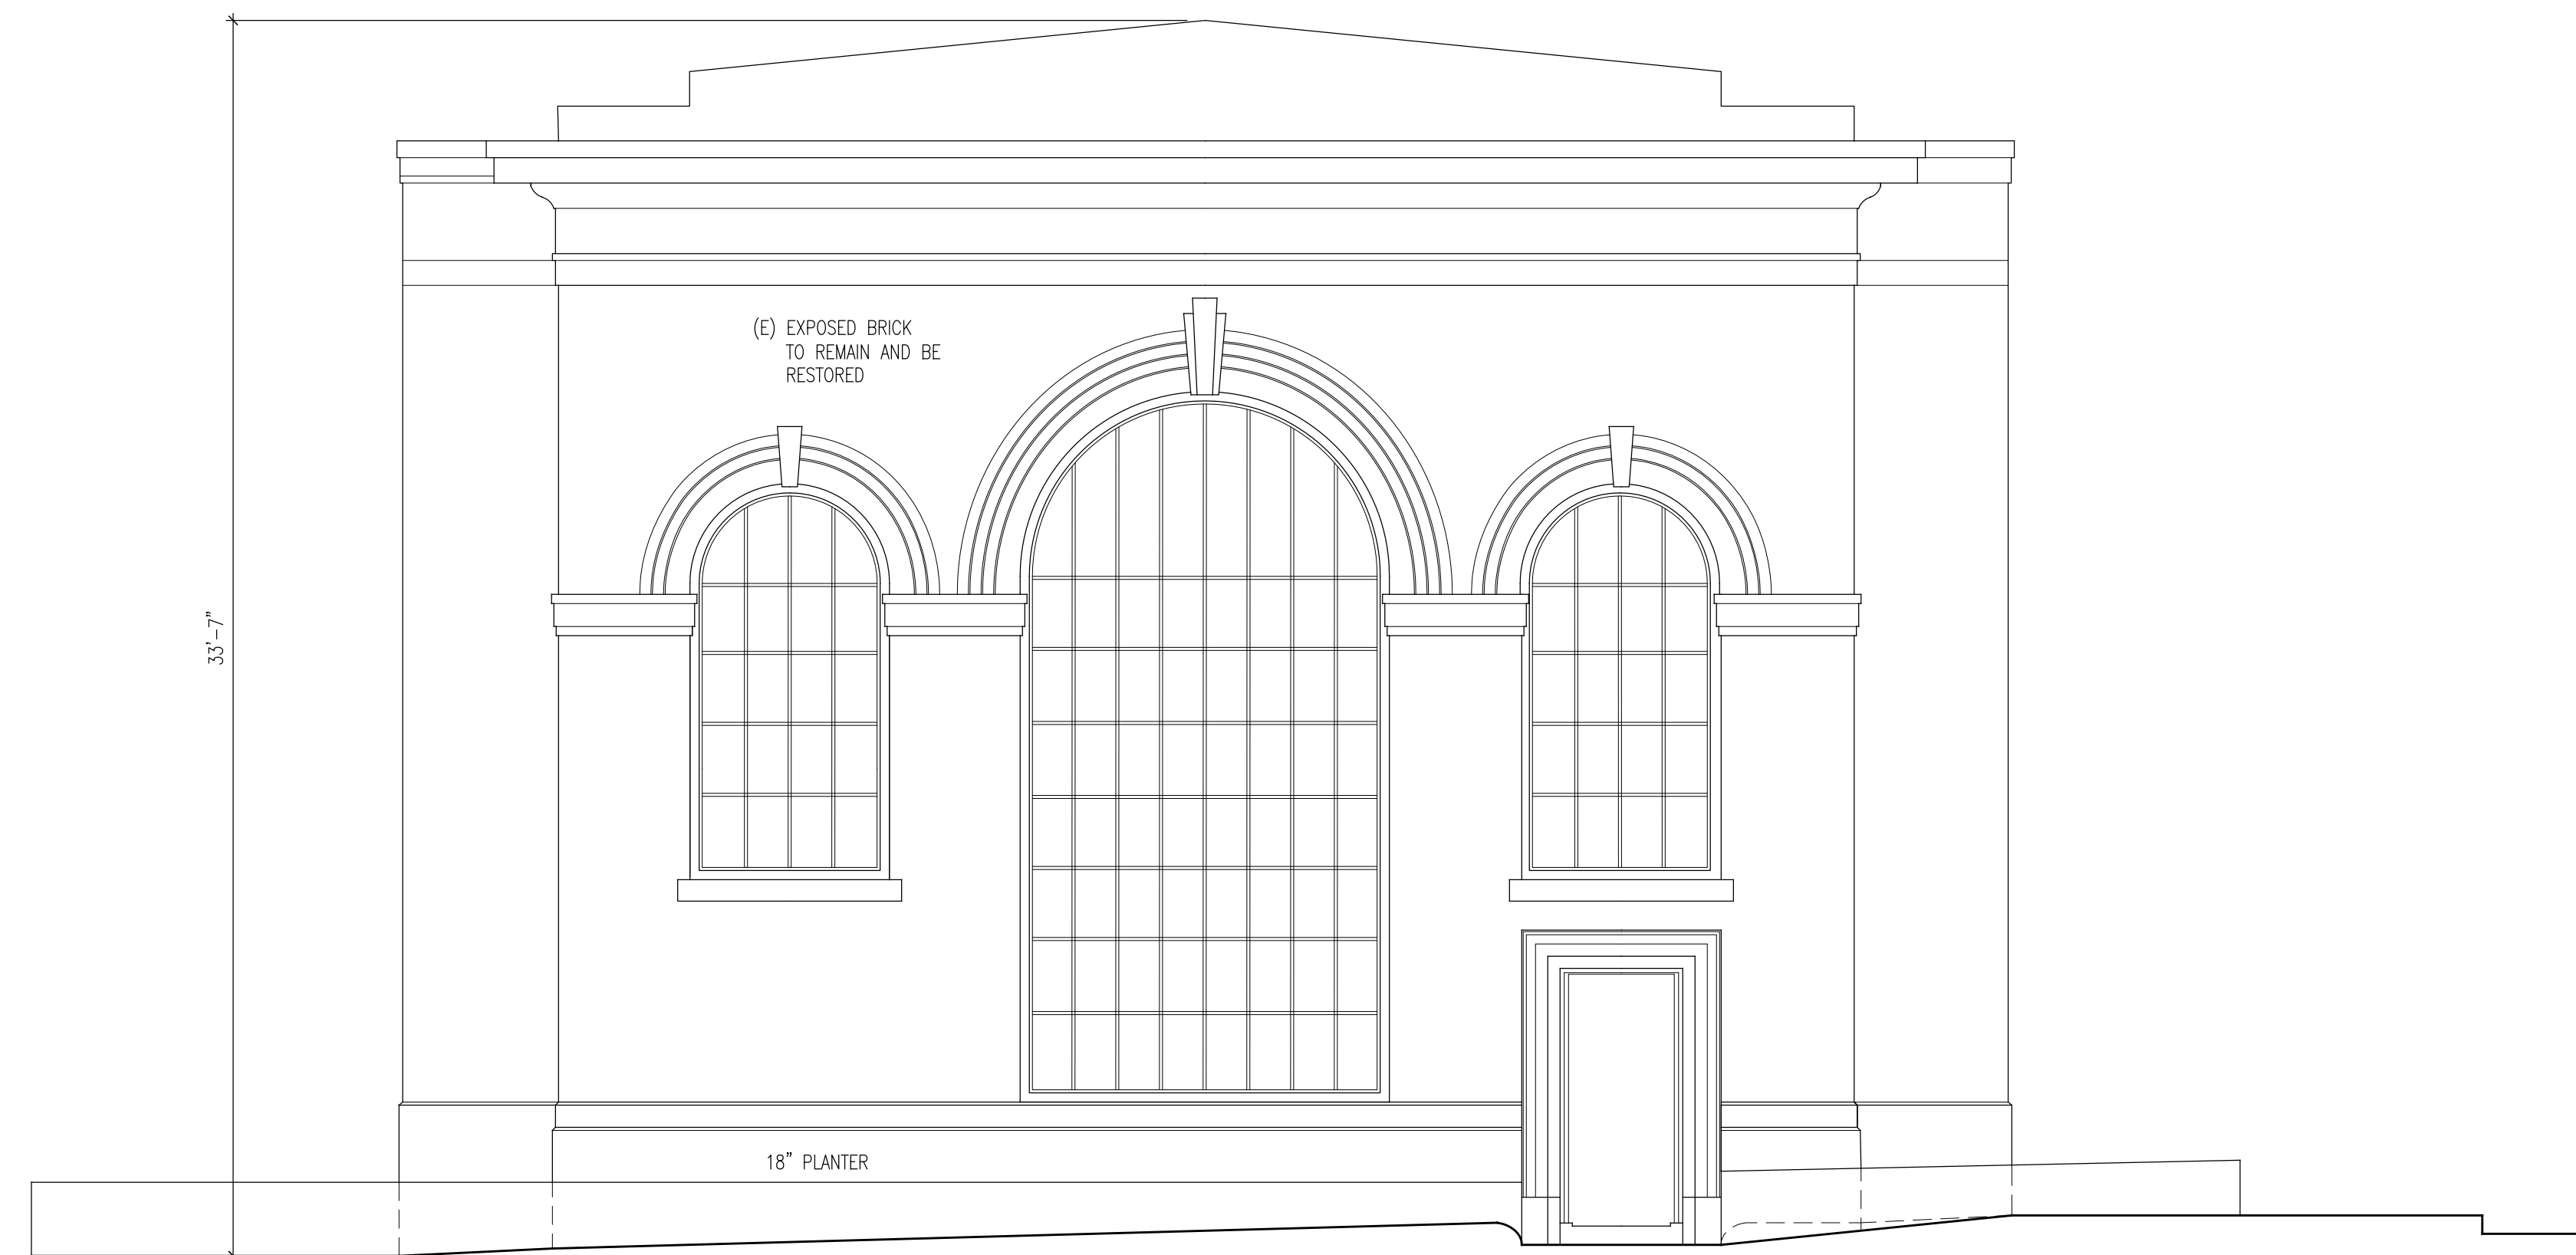 (E) EXPOSED BRICK
TO REMAIN AND BE
RESTORED
33'-7"
18" PLANTER